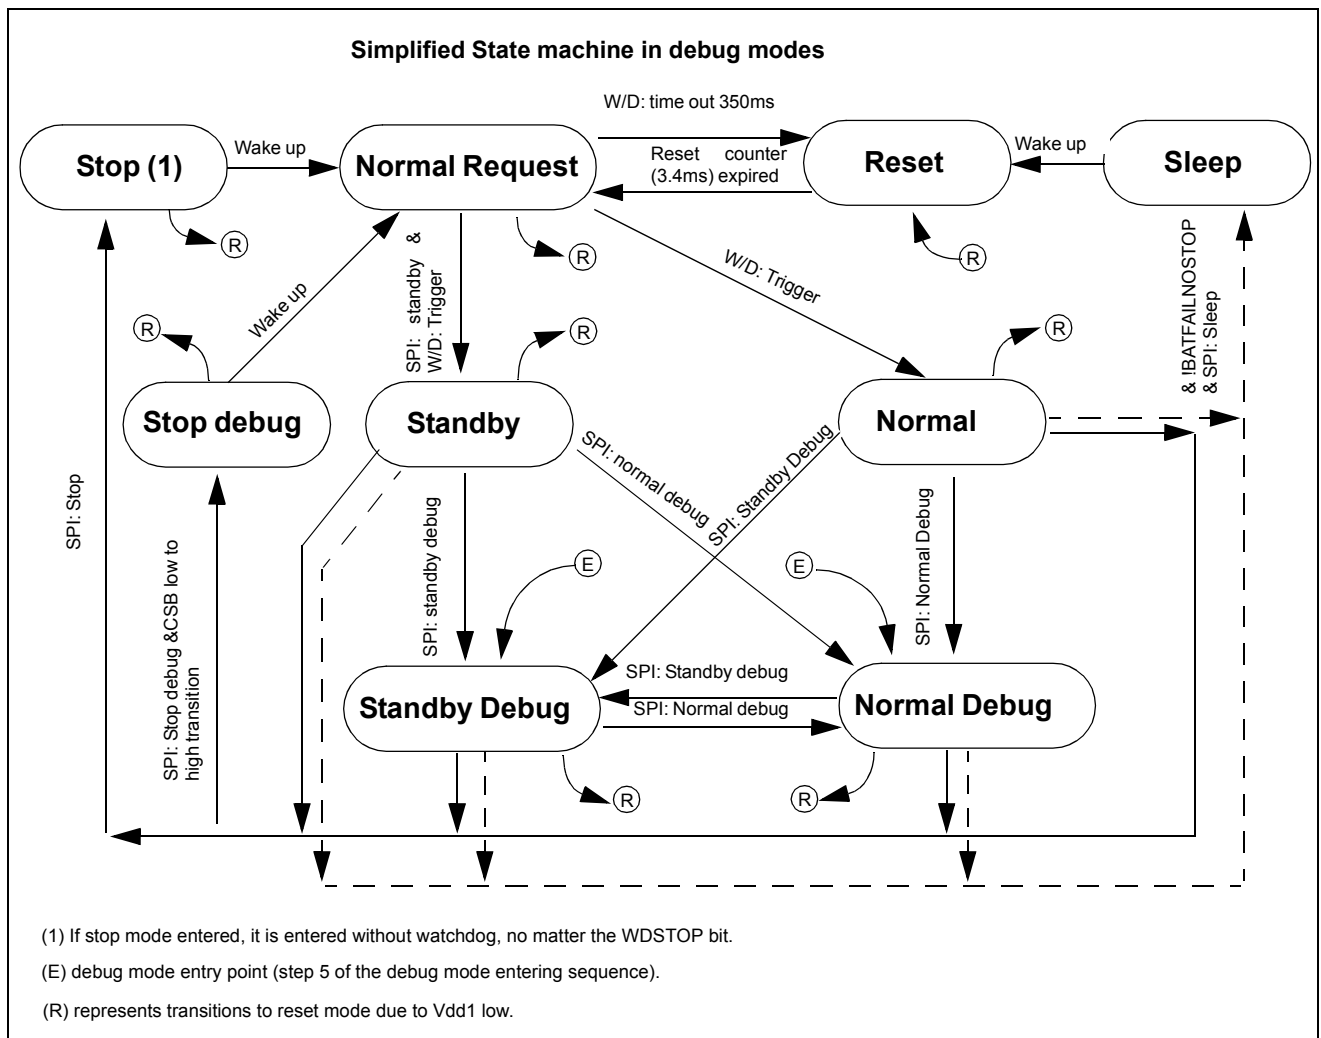 Simplified State machine in debug modes
W/D: time out 350ms
Stop (1)
Wake up
Normal Request
Reset counter
(3.4ms) expired
Reset
Wake up
Sleep
R
R
R
SPI: standby &
W/D: Trigger
W/D: Trigger
Wake up
& !BATFAILNOSTOP
& SPI: Sleep
R
R
R
Stop debug
Standby
Normal
SPI: Stop
SPI: Stop debug &CSB low to
high transition
SPI: standby debug
SPI: normal debug
SPI: Standby Debug
SPI: Normal Debug
E
E
Standby Debug
SPI: Standby debug
SPI: Normal debug
Normal Debug
R
R
(1) If stop mode entered, it is entered without watchdog, no matter the WDSTOP bit.
(E) debug mode entry point (step 5 of the debug mode entering sequence).
(R) represents transitions to reset mode due to Vdd1 low.